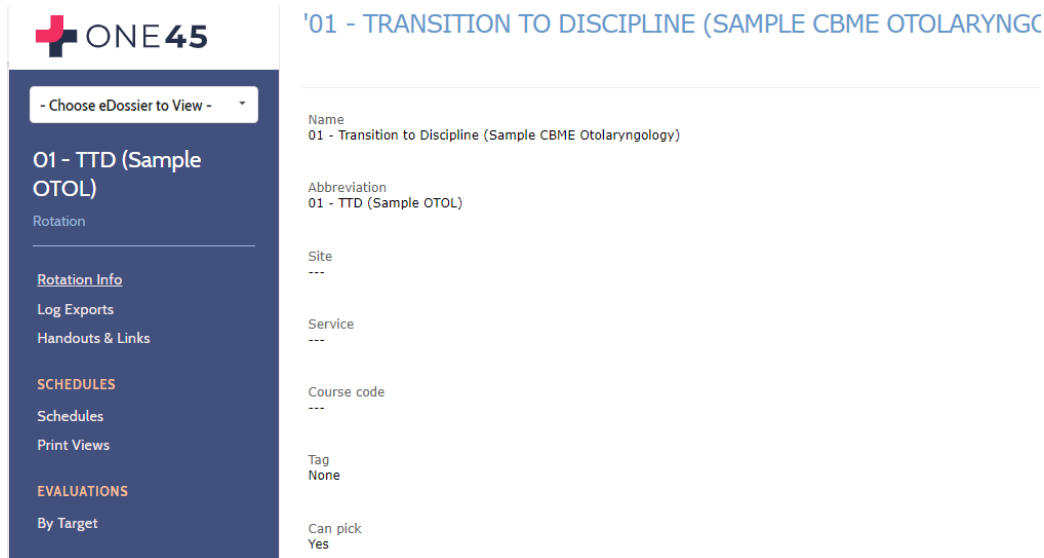 ONE45
- Choose eDossier to View -
01 - TTD (Sample
OTOL)
Rotation
Rotation Info
Log Exports
Handouts & Links
SCHEDULES
Schedules
Print Views
EVALUATIONS
By Target
'01 - TRANSITION TO DISCIPLINE (SAMPLE CBME OTOLARYNGO
Name
01 - Transition to Discipline (Sample CBME Otolaryngology)
Abbreviation
01 - TTD (Sample OTOL)
Site
---
Service
---
Course code
---
Tag
None
Can pick
Yes